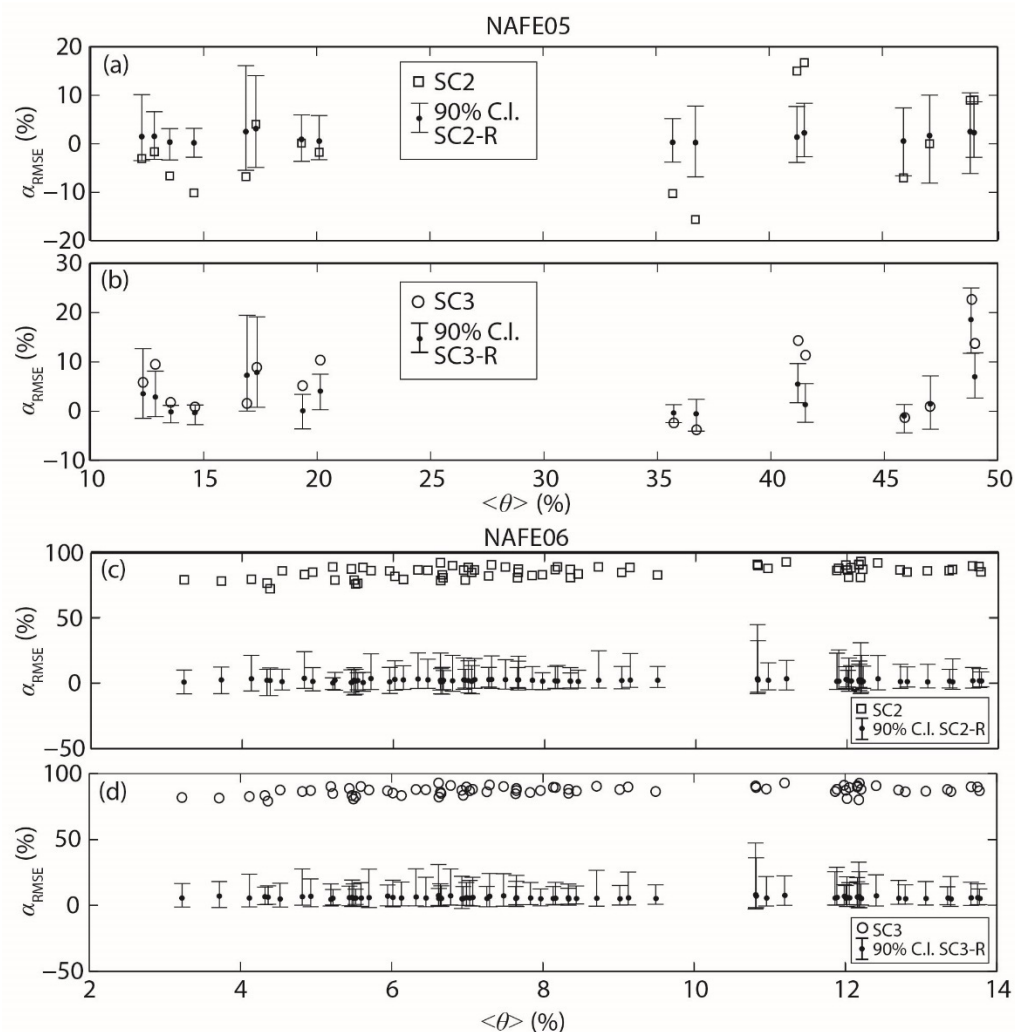 NAFE05
(a)
20
10
0
−10
−20
α_RMSE (%)
SC2
90% C.I.
SC2-R
(b)
30
20
10
0
−10
α_RMSE (%)
SC3
90% C.I.
SC3-R
10 15 20 25 30 35 40 45 50
<θ> (%)
NAFE06
(c)
100
50
0
−50
α_RMSE (%)
SC2
90% C.I. SC2-R
(d)
100
50
0
−50
α_RMSE (%)
SC3
90% C.I. SC3-R
2 4 6 8 10 12 14
<θ> (%)